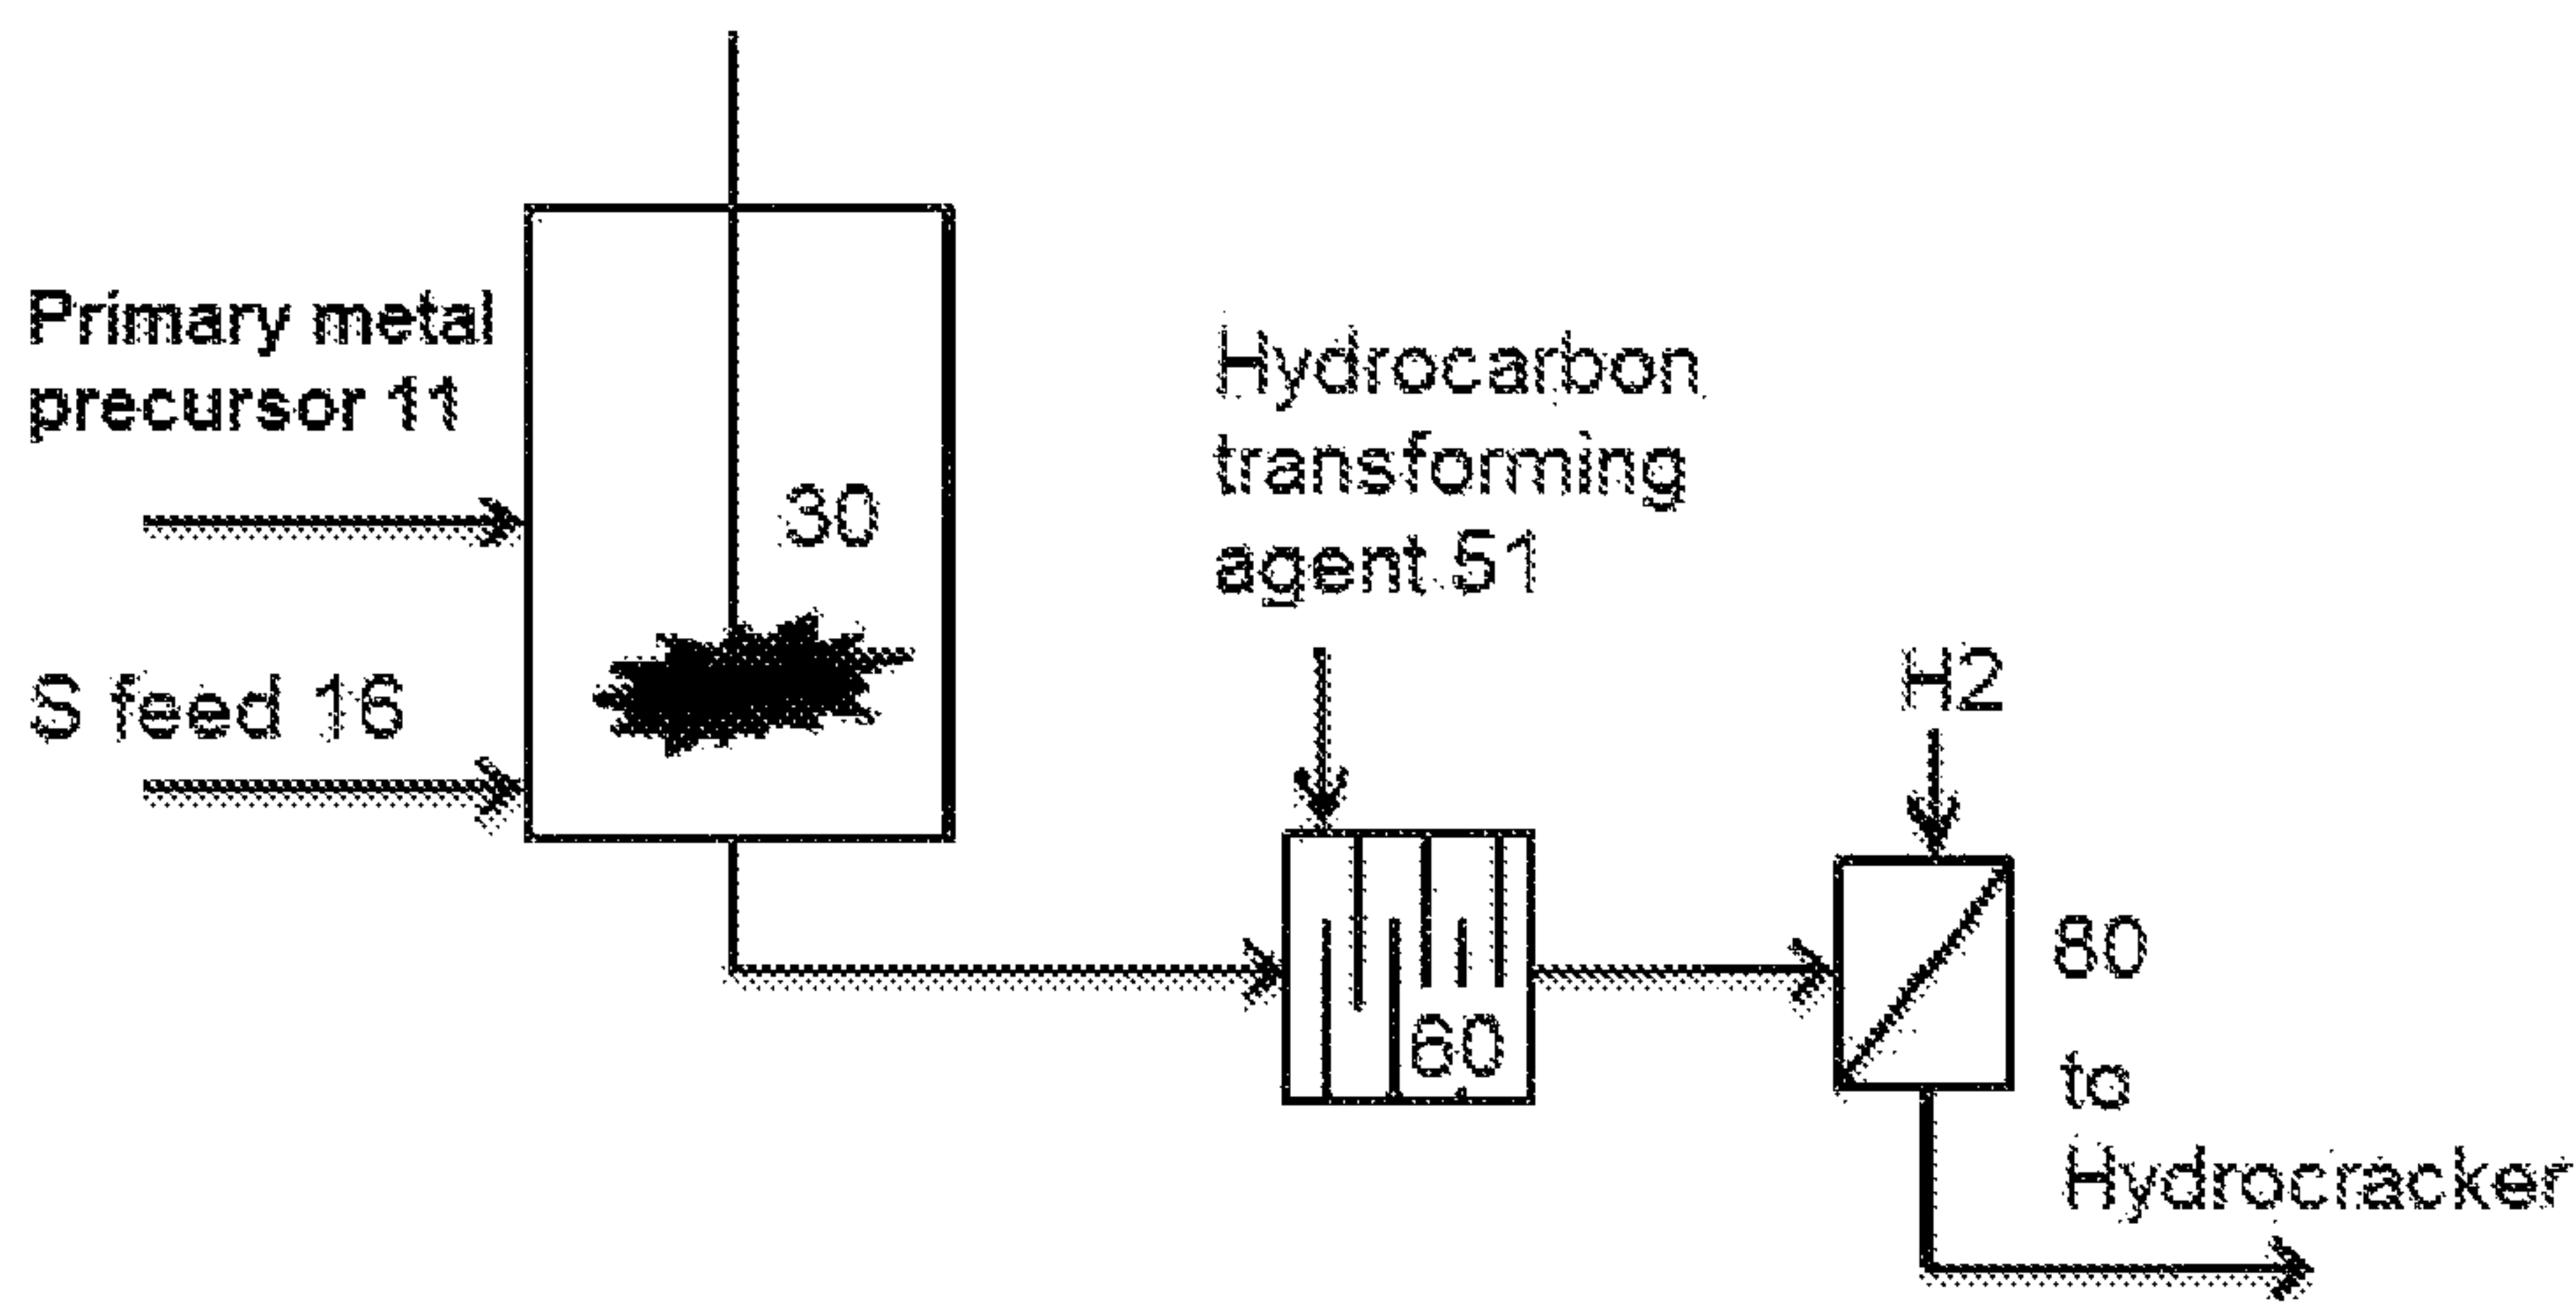 Primary metal
precursor 11
30
S feed 16
Hydrocarbon
transforming
agent 51
H2
60
80
to
Hydrocracker